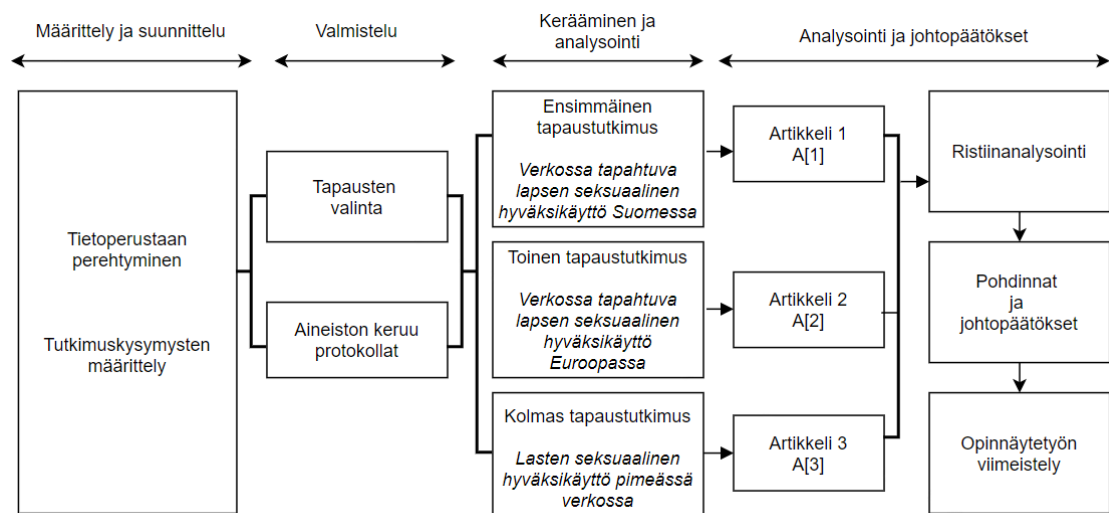 Määrittely ja suunnittelu
Valmistelu
Kerääminen ja
analysointi
Analysointi ja johtopäätökset
Tietoperustaan
perehtyminen
Tutkimuskysymysten
määrittely
Tapausten
valinta
Aineiston keruu
protokollat
Ensimmäinen
tapaustutkimus
Verkossa tapahtuva
lapsen seksuaalinen
hyväksikäyttö Suomessa
Toinen tapaustutkimus
Verkossa tapahtuva
lapsen seksuaalinen
hyväksikäyttö
Euroopassa
Kolmas tapaustutkimus
Lasten seksuaalinen
hyväksikäyttö pimeässä
verkossa
Artikkeli 1
A[1]
Artikkeli 2
A[2]
Artikkeli 3
A[3]
Ristiinanalysointi
Pohdinnat
ja
johtopäätökset
Opinnäytetyön
viimeistely